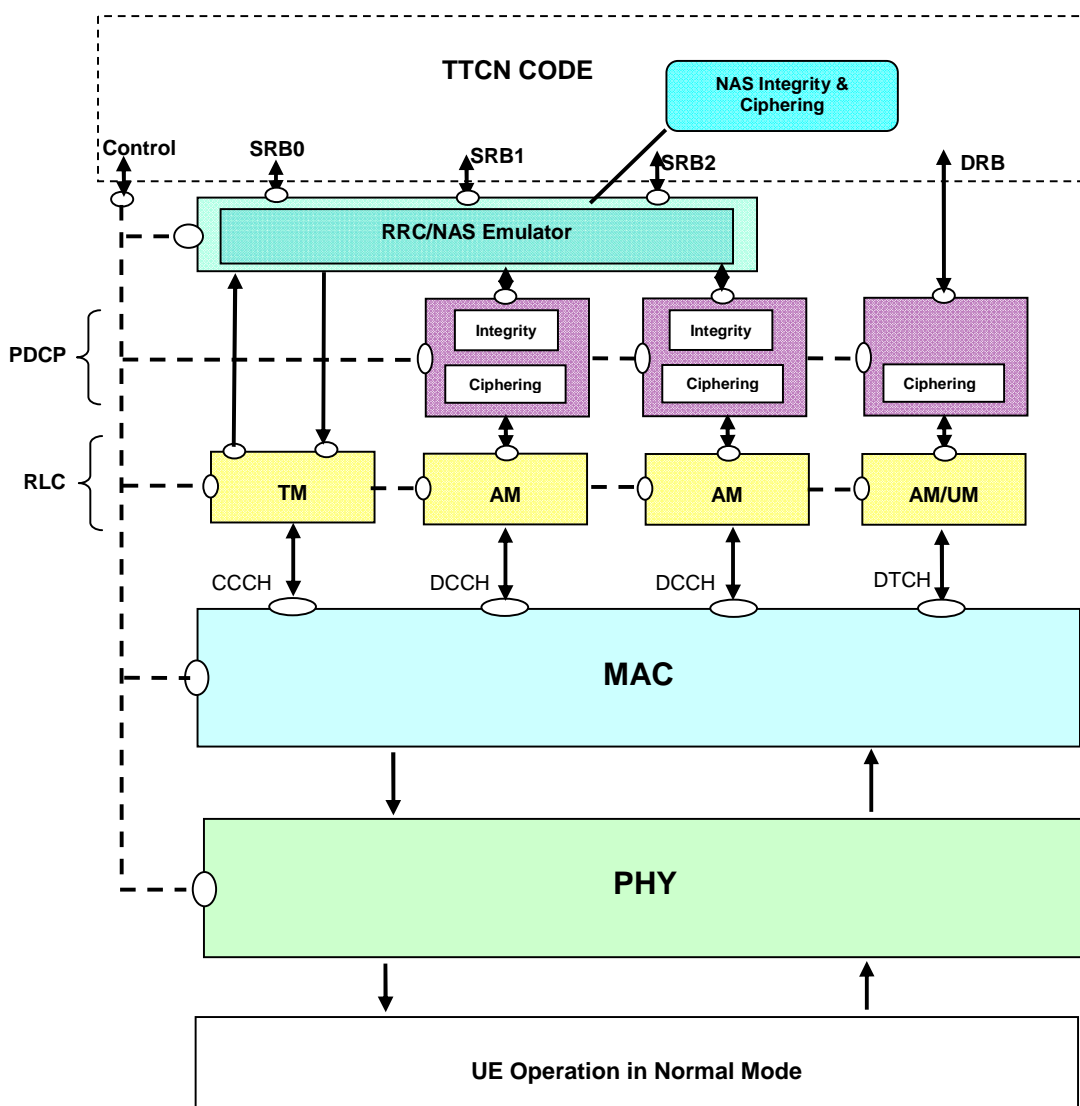 TTCN CODE
NAS Integrity &
Ciphering
Control
SRB0
SRB1
SRB2
DRB
RRC/NAS Emulator
PDCP
Integrity
Ciphering
Integrity
Ciphering
Ciphering
RLC
TM
AM
AM
AM/UM
CCCH
DCCH
DCCH
DTCH
MAC
PHY
UE Operation in Normal Mode